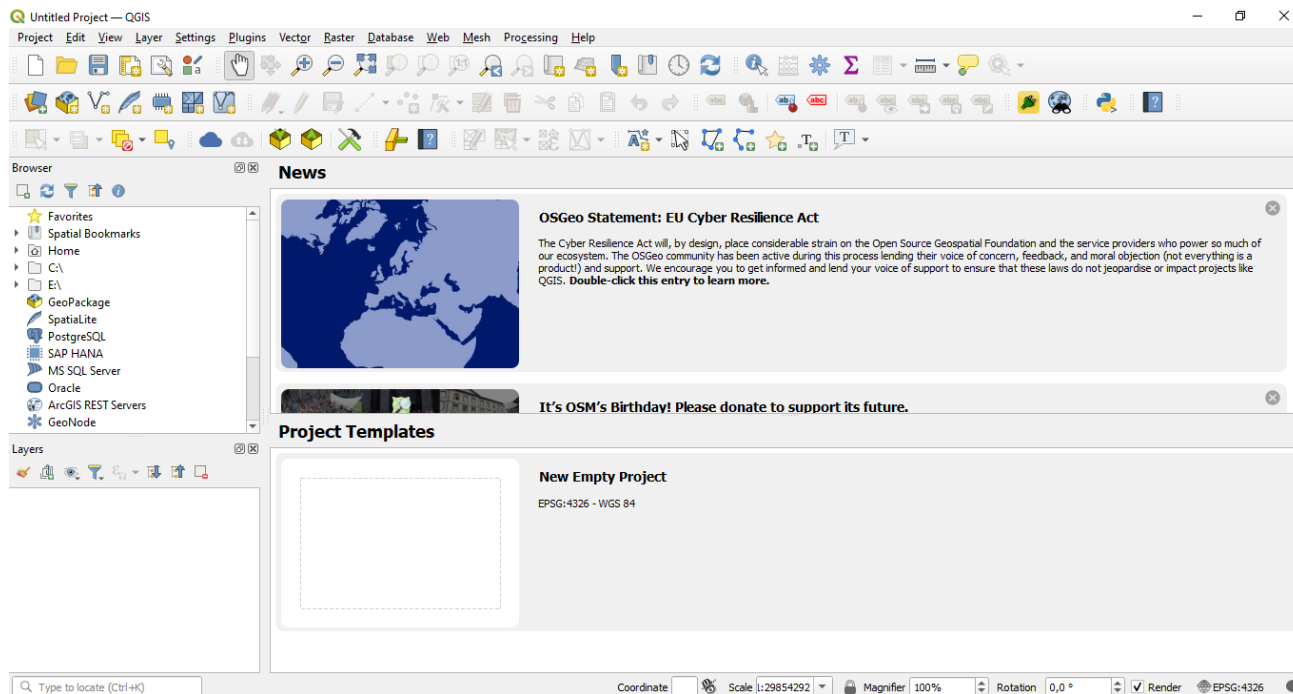 Untitled Project — QGIS
Project Edit View Layer Settings Plugins Vector Raster Database Web Mesh Processing Help
Browser
Favorites
Spatial Bookmarks
Home
C:\
E:\
GeoPackage
SpatiaLite
PostgreSQL
SAP HANA
MS SQL Server
Oracle
ArcGIS REST Servers
GeoNode
Layers
News
OSGeo Statement: EU Cyber Resilience Act
The Cyber Resilience Act will, by design, place considerable strain on the Open Source Geospatial Foundation and the service providers who power so much of
our ecosystem. The OSGeo community has been active during this process lending their voice of concern, feedback, and moral objection (not everything is a
product!) and support. We encourage you to get informed and lend your voice of support to ensure that these laws do not jeopardise or impact projects like
QGIS. Double-click this entry to learn more.
It's OSM's Birthday! Please donate to support its future.
Project Templates
New Empty Project
EPSG:4326 - WGS 84
Type to locate (Ctrl+K)
Coordinate Scale 1:29854292 Magnifier 100% Rotation 0,0 ° Render EPSG:4326